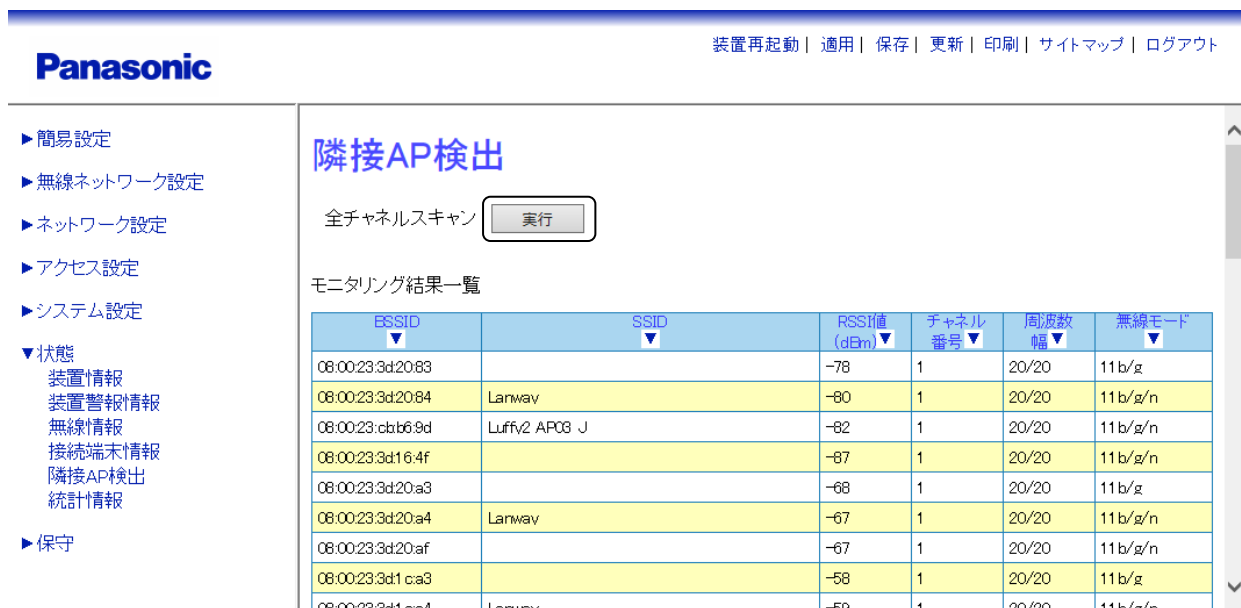 装置再起動| 適用| 保存| 更新| 印刷| サイトマップ| ログアウト
Panasonic
▶簡易設定
▶無線ネットワーク設定
▶ネットワーク設定
▶アクセス設定
▶システム設定
▼状態
装置情報
装置警報情報
無線情報
接続端末情報
隣接AP検出
統計情報
▶保守
隣接AP検出
全チャネルスキャン 実行
モニタリング結果一覧
BSSID ▼ SSID ▼ RSSI値(dBm)▼ チャネル番号▼ 周波数幅▼ 無線モード▼
08:00:23:3d:20:83 -78 1 20/20 11b/g
08:00:23:3d:20:84 Lanway -80 1 20/20 11b/g/n
08:00:23:cb:b6:9d Luffy2 AP03 J -82 1 20/20 11b/g/n
08:00:23:3d:16:4f -87 1 20/20 11b/g/n
08:00:23:3d:20:a3 -68 1 20/20 11b/g
08:00:23:3d:20:a4 Lanway -67 1 20/20 11b/g/n
08:00:23:3d:20:af -67 1 20/20 11b/g/n
08:00:23:3d:1c:a3 -58 1 20/20 11b/g
08:00:23:3d:1c:a4 Lanway -59 1 20/20 11b/g/n